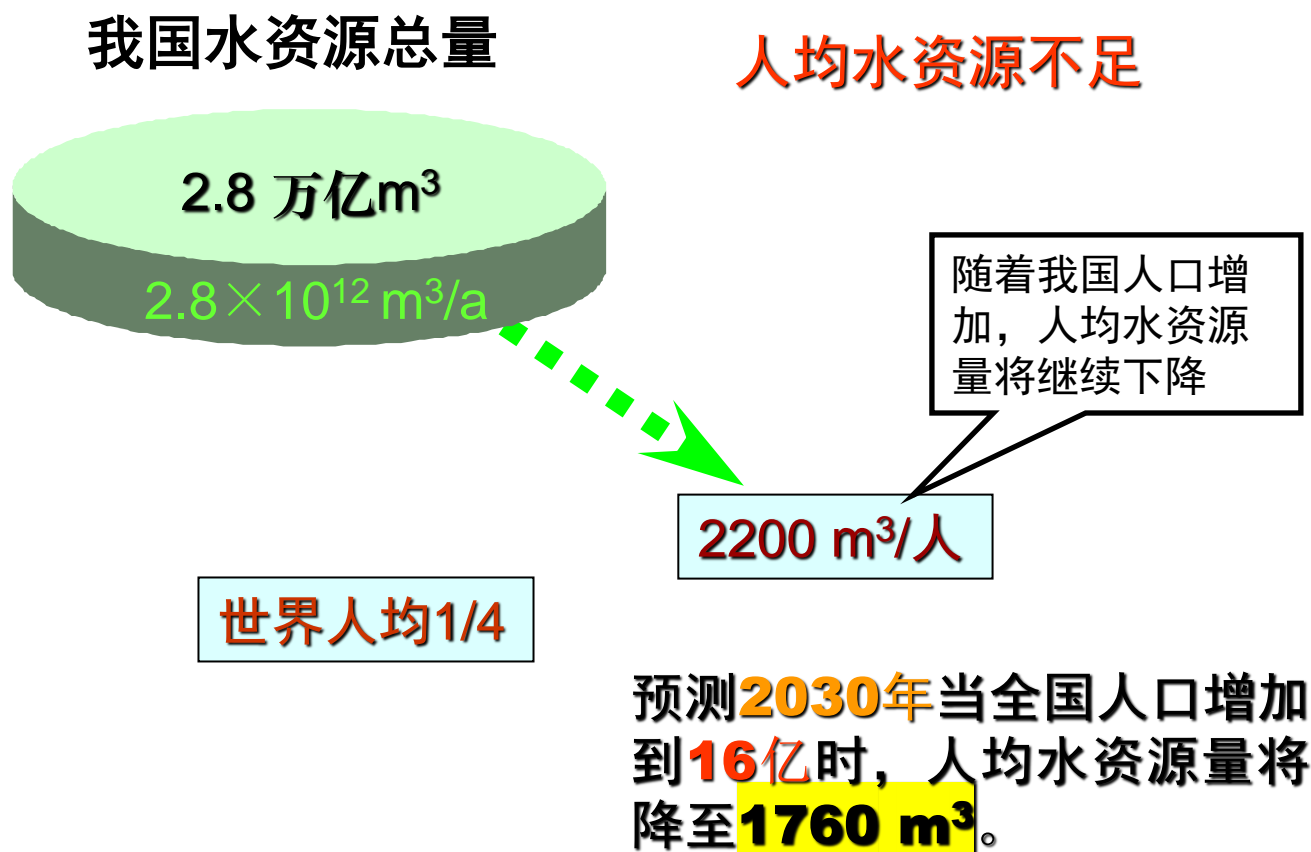 我国水资源总量
人均水资源不足
2.8 万亿m³
2.8×10¹² m³/a
随着我国人口增
加，人均水资源
量将继续下降
2200 m³/人
世界人均1/4
预测2030年当全国人口增加
到16亿时，人均水资源量将
降至1760 m³。